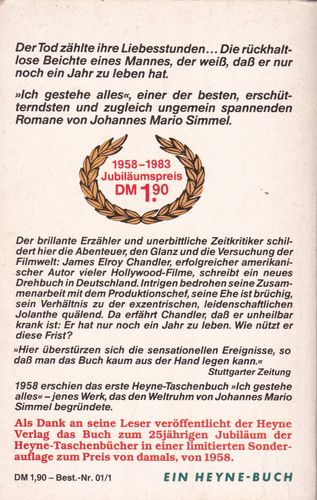 Der Tod zählte ihre Liebesstunden... Die rückhalt-
lose Beichte eines Mannes, der weiß, daß er nur
noch ein Jahr zu leben hat.
»Ich gestehe alles«, einer der besten, erschüt-
terndsten und zugleich ungemein spannenden
Romane von Johannes Mario Simmel.
1958–1983
Jubiläumspreis
DM 1.90
Der brillante Erzähler und unerbittliche Zeitkritiker schil-
dert hier die Abenteuer, den Glanz und die Versuchung der
Filmwelt: James Elroy Chandler, erfolgreicher amerikani-
scher Autor vieler Hollywood-Filme, schreibt ein neues
Drehbuch in Deutschland. Intrigen bedrohen seine Zusam-
menarbeit mit dem Produktionschef, seine Ehe ist brüchig,
sein Verhältnis zu der exzentrischen, leidenschaftlichen
Jolanthe quälend. Da erfährt Chandler, daß er unheilbar
krank ist: Er hat nur noch ein Jahr zu leben. Wie nützt er
diese Frist?
»Hier überstürzen sich die sensationellen Ereignisse, so
daß man das Buch kaum aus der Hand legen kann.«
Stuttgarter Zeitung
1958 erschien das erste Heyne-Taschenbuch »Ich gestehe
alles« – jenes Werk, das den Weltruhm von Johannes Mario
Simmel begründete.
Als Dank an seine Leser veröffentlicht der Heyne
Verlag das Buch zum 25jährigen Jubiläum der
Heyne-Taschenbücher in einer limitierten Sonder-
auflage zum Preis von damals, von 1958.
DM 1,90 – Best.-Nr. 01/1 EIN HEYNE-BUCH